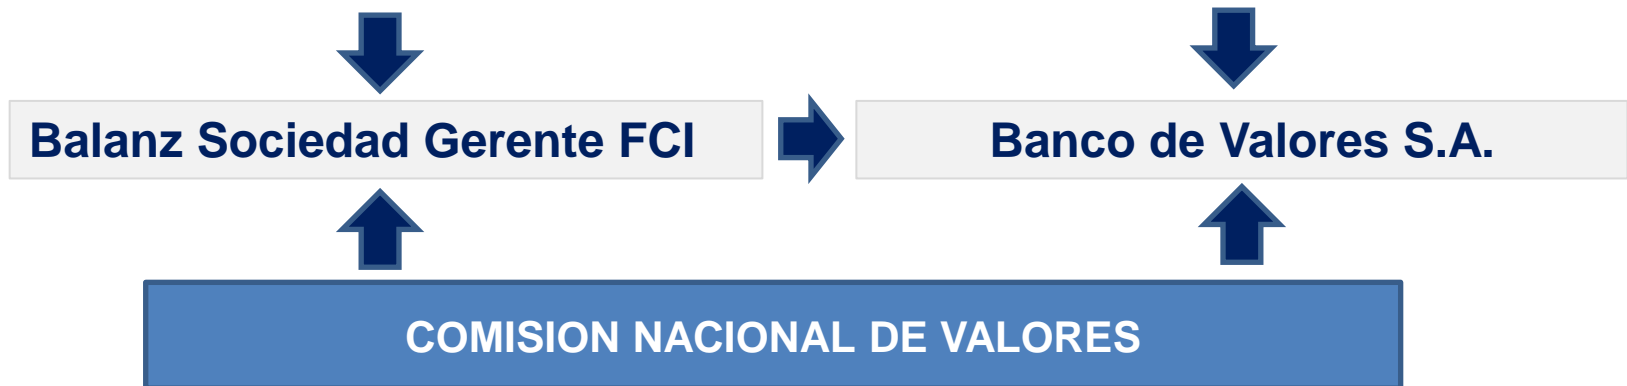 Balanz Sociedad Gerente FCI
Banco de Valores S.A.
COMISION NACIONAL DE VALORES